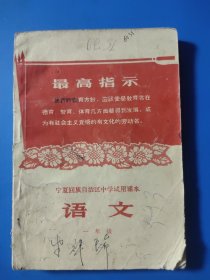 最高指示
我们的教育方针，应该使受教育者在
德育、智育、体育几方面都得到发展，成
为有社会主义觉悟的有文化的劳动者。
宁夏回族自治区中学试用课本
语文
一年级